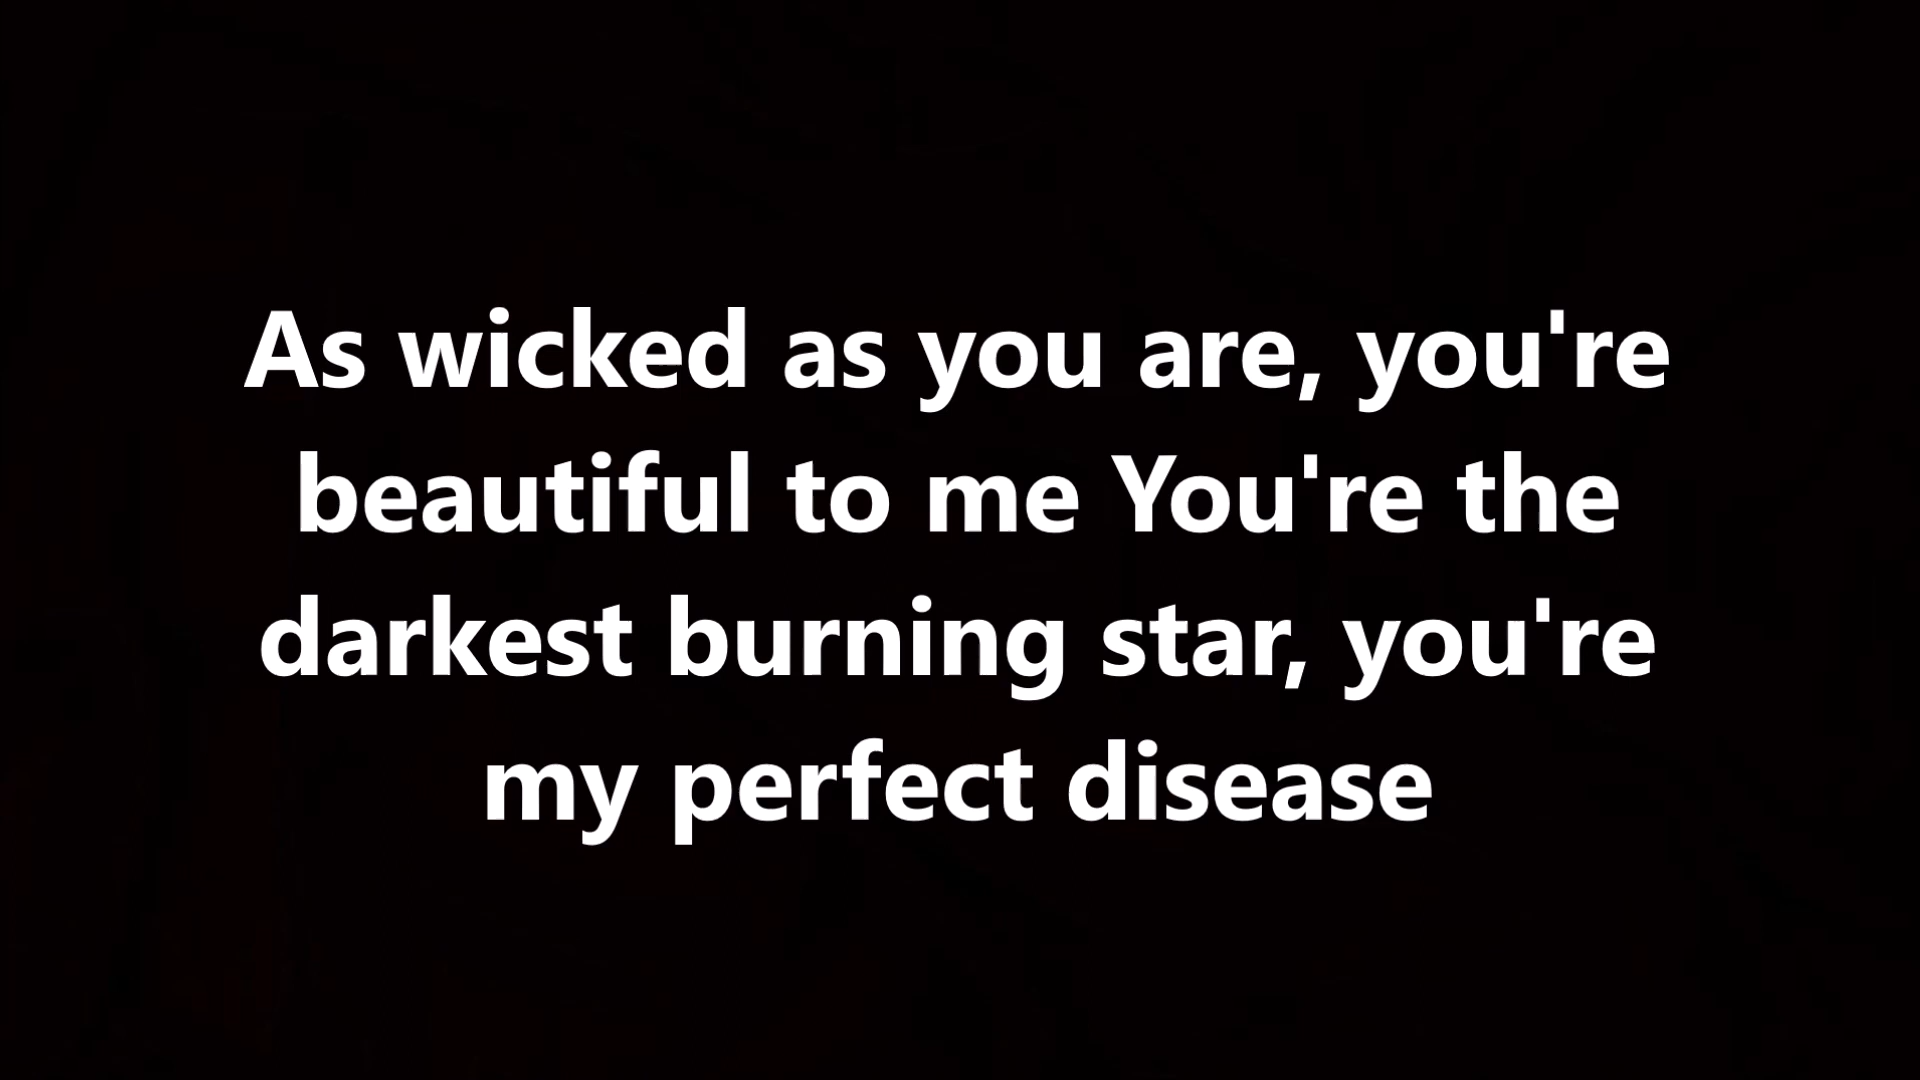 As wicked as you are, you're
beautiful to me You're the
darkest burning star, you're
my perfect disease